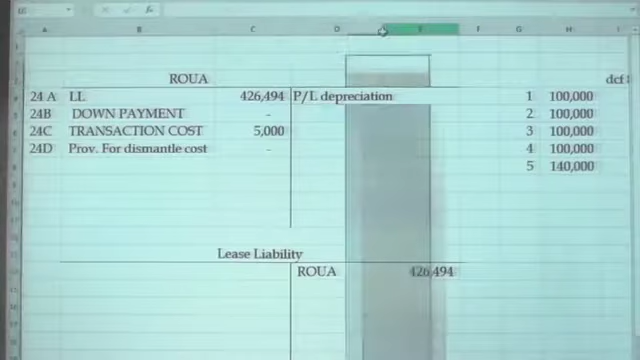 A B C D E F G H I
ROUA dcf
24 A LL 426,494 P/L depreciation 1 100,000
24B DOWN PAYMENT - 2 100,000
24C TRANSACTION COST 5,000 3 100,000
24D Prov. For dismantle cost - 4 100,000
5 140,000
Lease Liability
ROUA 426,494